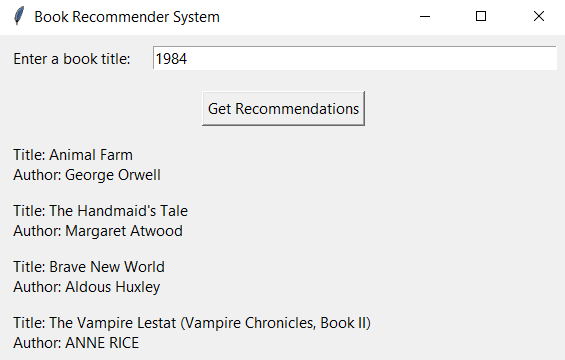 Book Recommender System
Enter a book title: 1984
Get Recommendations
Title: Animal Farm
Author: George Orwell
Title: The Handmaid's Tale
Author: Margaret Atwood
Title: Brave New World
Author: Aldous Huxley
Title: The Vampire Lestat (Vampire Chronicles, Book II)
Author: ANNE RICE